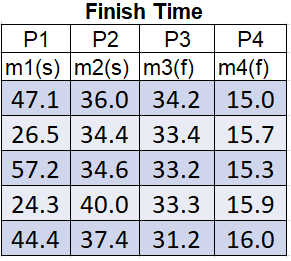 Finish Time
P1 P2 P3 P4
m1(s) m2(s) m3(f) m4(f)
47.1 36.0 34.2 15.0
26.5 34.4 33.4 15.7
57.2 34.6 33.2 15.3
24.3 40.0 33.3 15.9
44.4 37.4 31.2 16.0